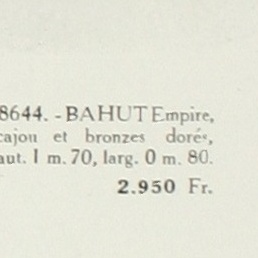 8644. - BAHUT Empire,
cajou et bronzes dorés,
aut. 1 m. 70, larg. 0 m. 80.
2.950 Fr.